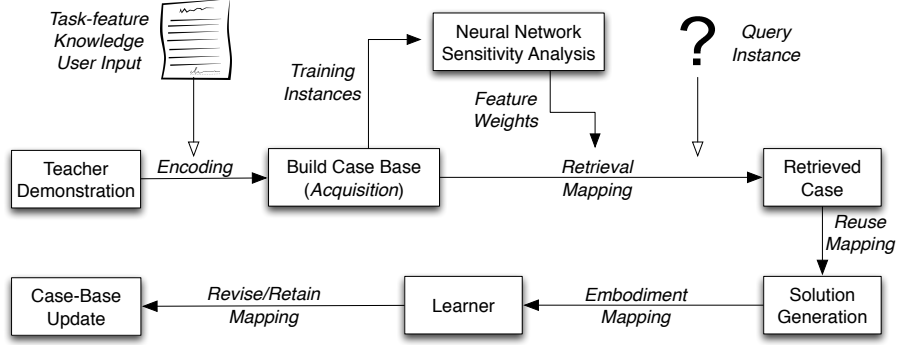 Task-feature
Knowledge
User Input
Neural Network
Sensitivity Analysis
?
Query
Instance
Training
Instances
Feature
Weights
Teacher
Demonstration
Encoding
Build Case Base
(Acquisition)
Retrieval
Mapping
Retrieved
Case
Reuse
Mapping
Case-Base
Update
Revise/Retain
Mapping
Learner
Embodiment
Mapping
Solution
Generation